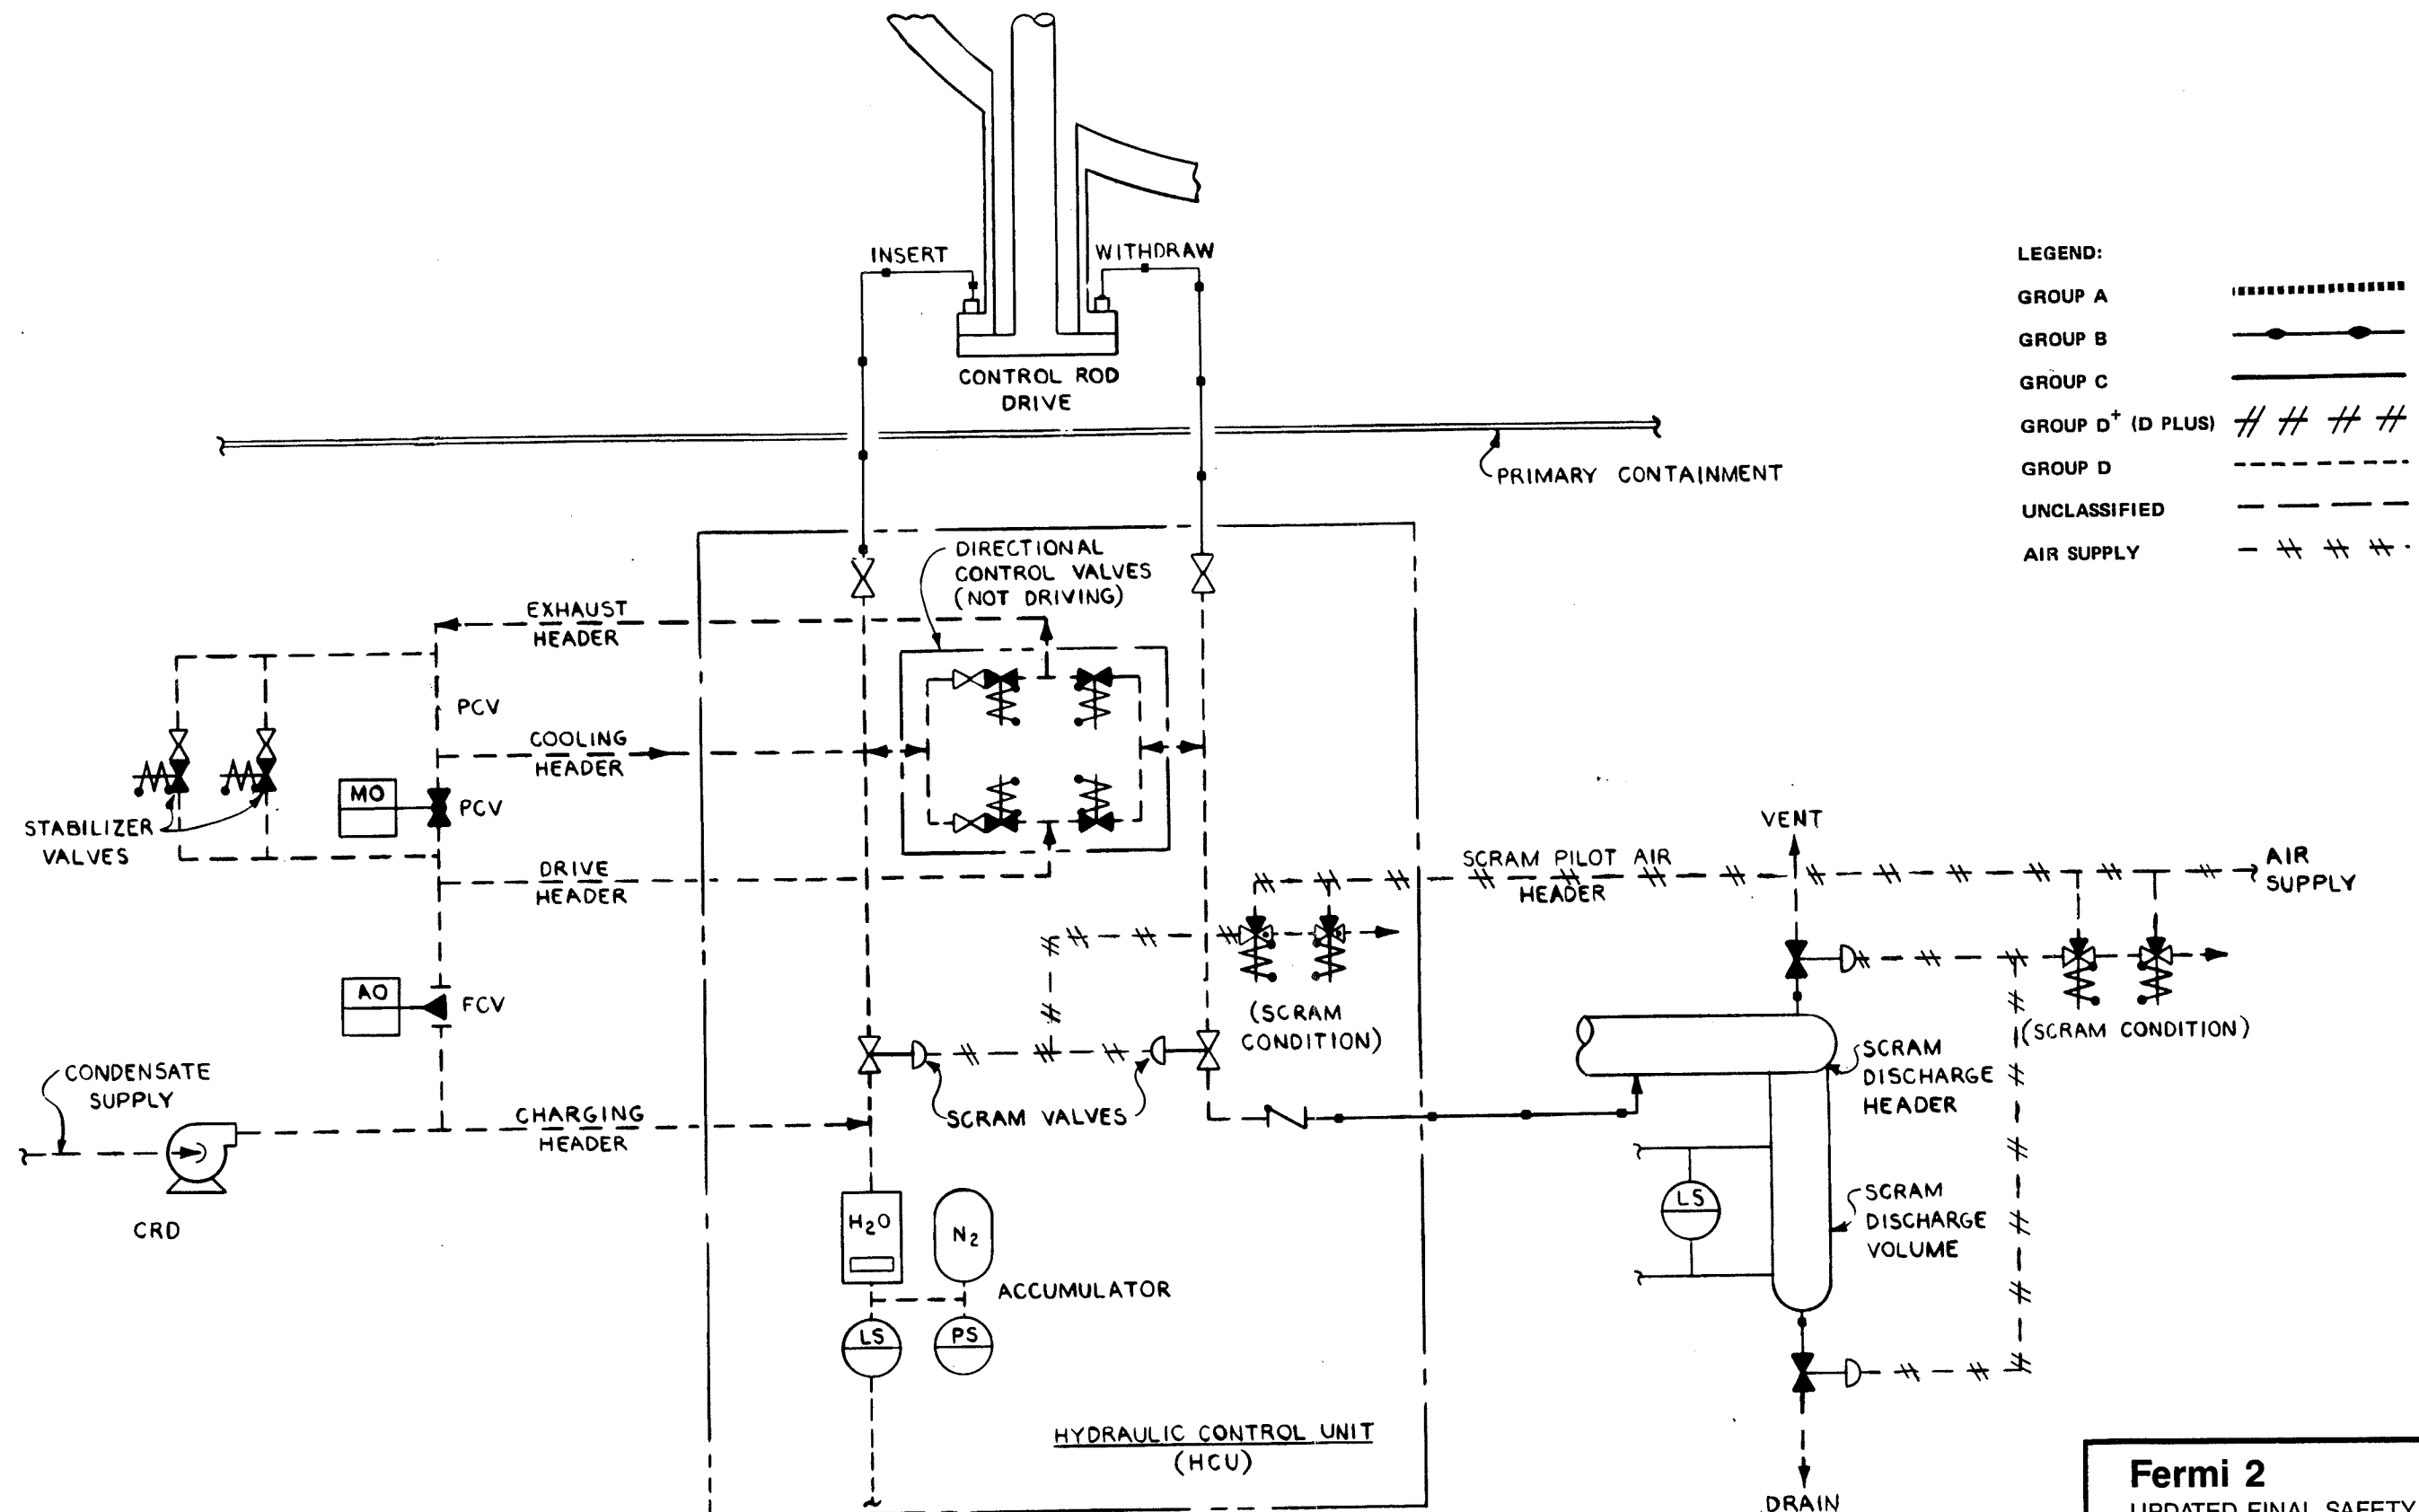 INSERT
WITHDRAW
CONTROL ROD
DRIVE
PRIMARY CONTAINMENT
LEGEND:
GROUP A
GROUP B
GROUP C
GROUP D+ (D PLUS)
GROUP D
UNCLASSIFIED
AIR SUPPLY
DIRECTIONAL
CONTROL VALVES
(NOT DRIVING)
EXHAUST
HEADER
PCV
COOLING
HEADER
MO
PCV
STABILIZER
VALVES
DRIVE
HEADER
AO
FCV
CONDENSATE
SUPPLY
CHARGING
HEADER
CRD
SCRAM VALVES
SCRAM PILOT AIR
HEADER
(SCRAM
CONDITION)
VENT
AIR
SUPPLY
(SCRAM CONDITION)
SCRAM
DISCHARGE
HEADER
LS
SCRAM
DISCHARGE
VOLUME
H2O
N2
ACCUMULATOR
LS
PS
HYDRAULIC CONTROL UNIT
(HCU)
DRAIN
Fermi 2
UPDATED FINAL SAFETY